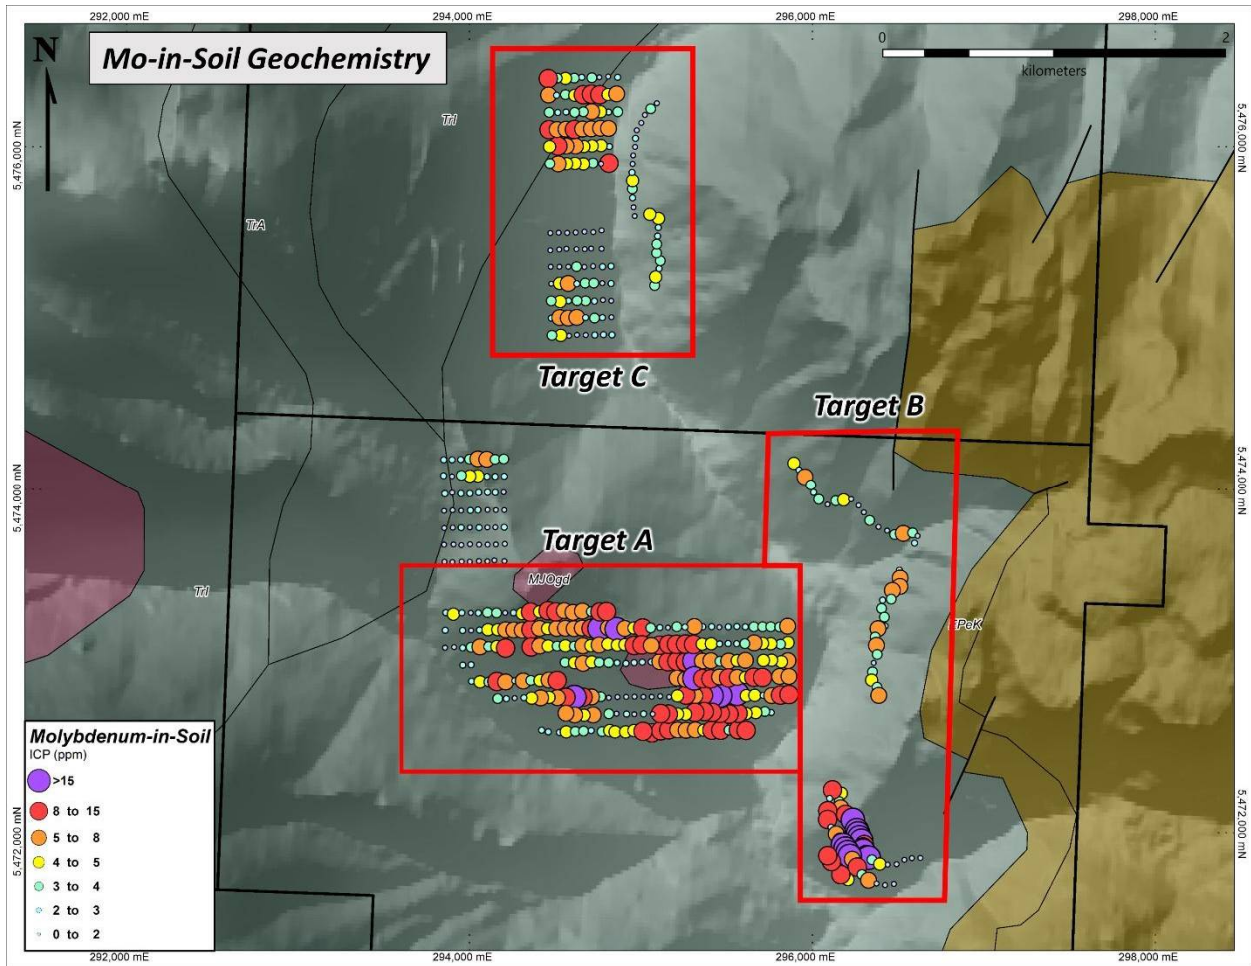 292,000 mE
294,000 mE
296,000 mE
298,000 mE
N
Mo-in-Soil Geochemistry
0
2
kilometers
TrI
5,476,000 mN
5,476,000 mN
TrA
Target C
Target B
5,474,000 mN
5,474,000 mN
Target A
MJOgd
TrI
PeK
Molybdenum-in-Soil
ICP (ppm)
>15
8 to 15
5 to 8
4 to 5
3 to 4
2 to 3
0 to 2
5,472,000 mN
5,472,000 mN
292,000 mE
294,000 mE
296,000 mE
298,000 mE